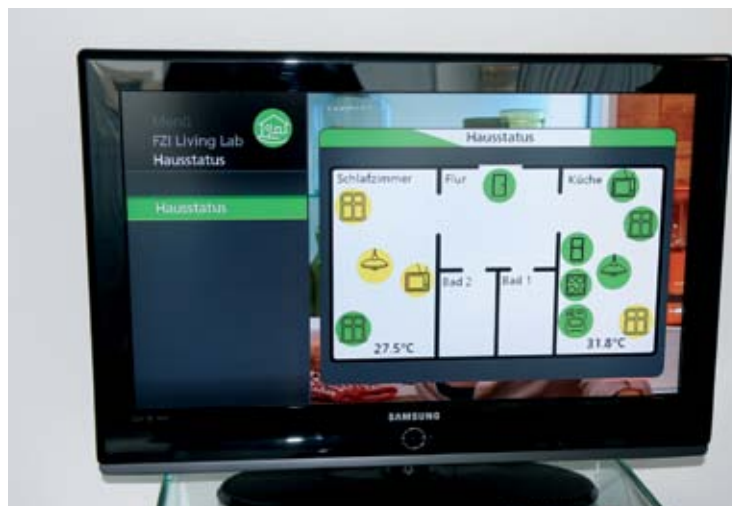 Menü
FZI Living Lab
Hausstatus
Hausstatus
Hausstatus
Schlafzimmer
Flur
Küche
Bad 2
Bad 1
27.5°C
31.8°C
SAMSUNG